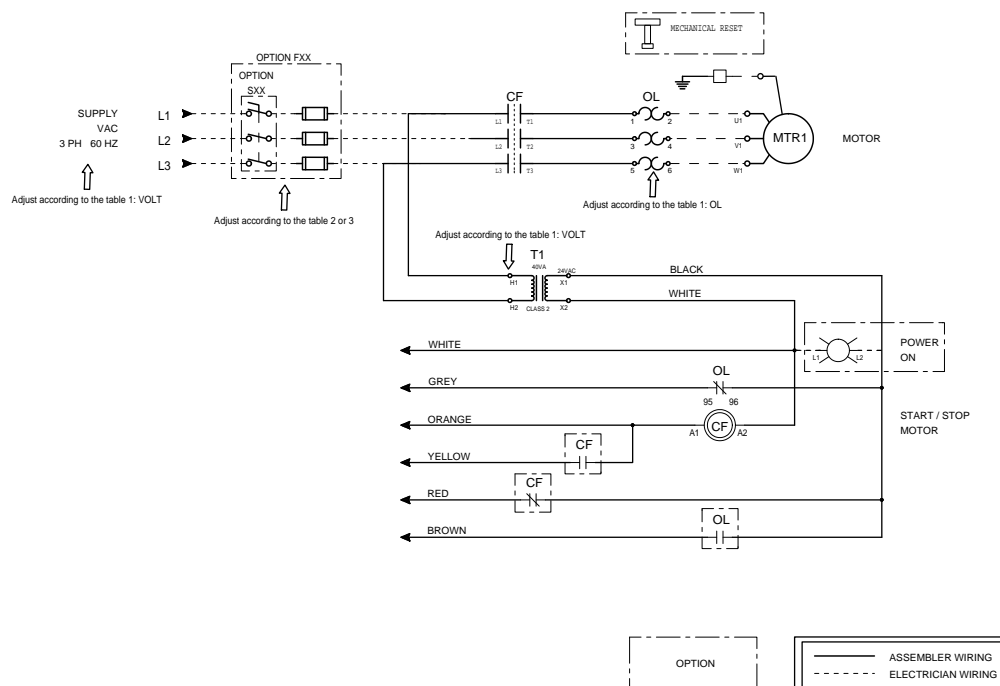 MECHANICAL RESET
OPTION FXX
OPTION
SXX
SUPPLY
VAC
3 PH 60 HZ
L1
L2
L3
CF
L1 T1
L2 T2
L3 T3
OL
1 2
3 4
5 6
U1
V1
W1
MTR1
MOTOR
Adjust according to the table 1: VOLT
Adjust according to the table 2 or 3
Adjust according to the table 1: OL
Adjust according to the table 1: VOLT
T1
40VA
24VAC
H1
X1
H2
CLASS 2
X2
BLACK
WHITE
WHITE
L1
L2
POWER
ON
GREY
OL
95 96
ORANGE
A1
CF
A2
START / STOP
MOTOR
YELLOW
CF
RED
CF
BROWN
OL
OPTION
ASSEMBLER WIRING
ELECTRICIAN WIRING